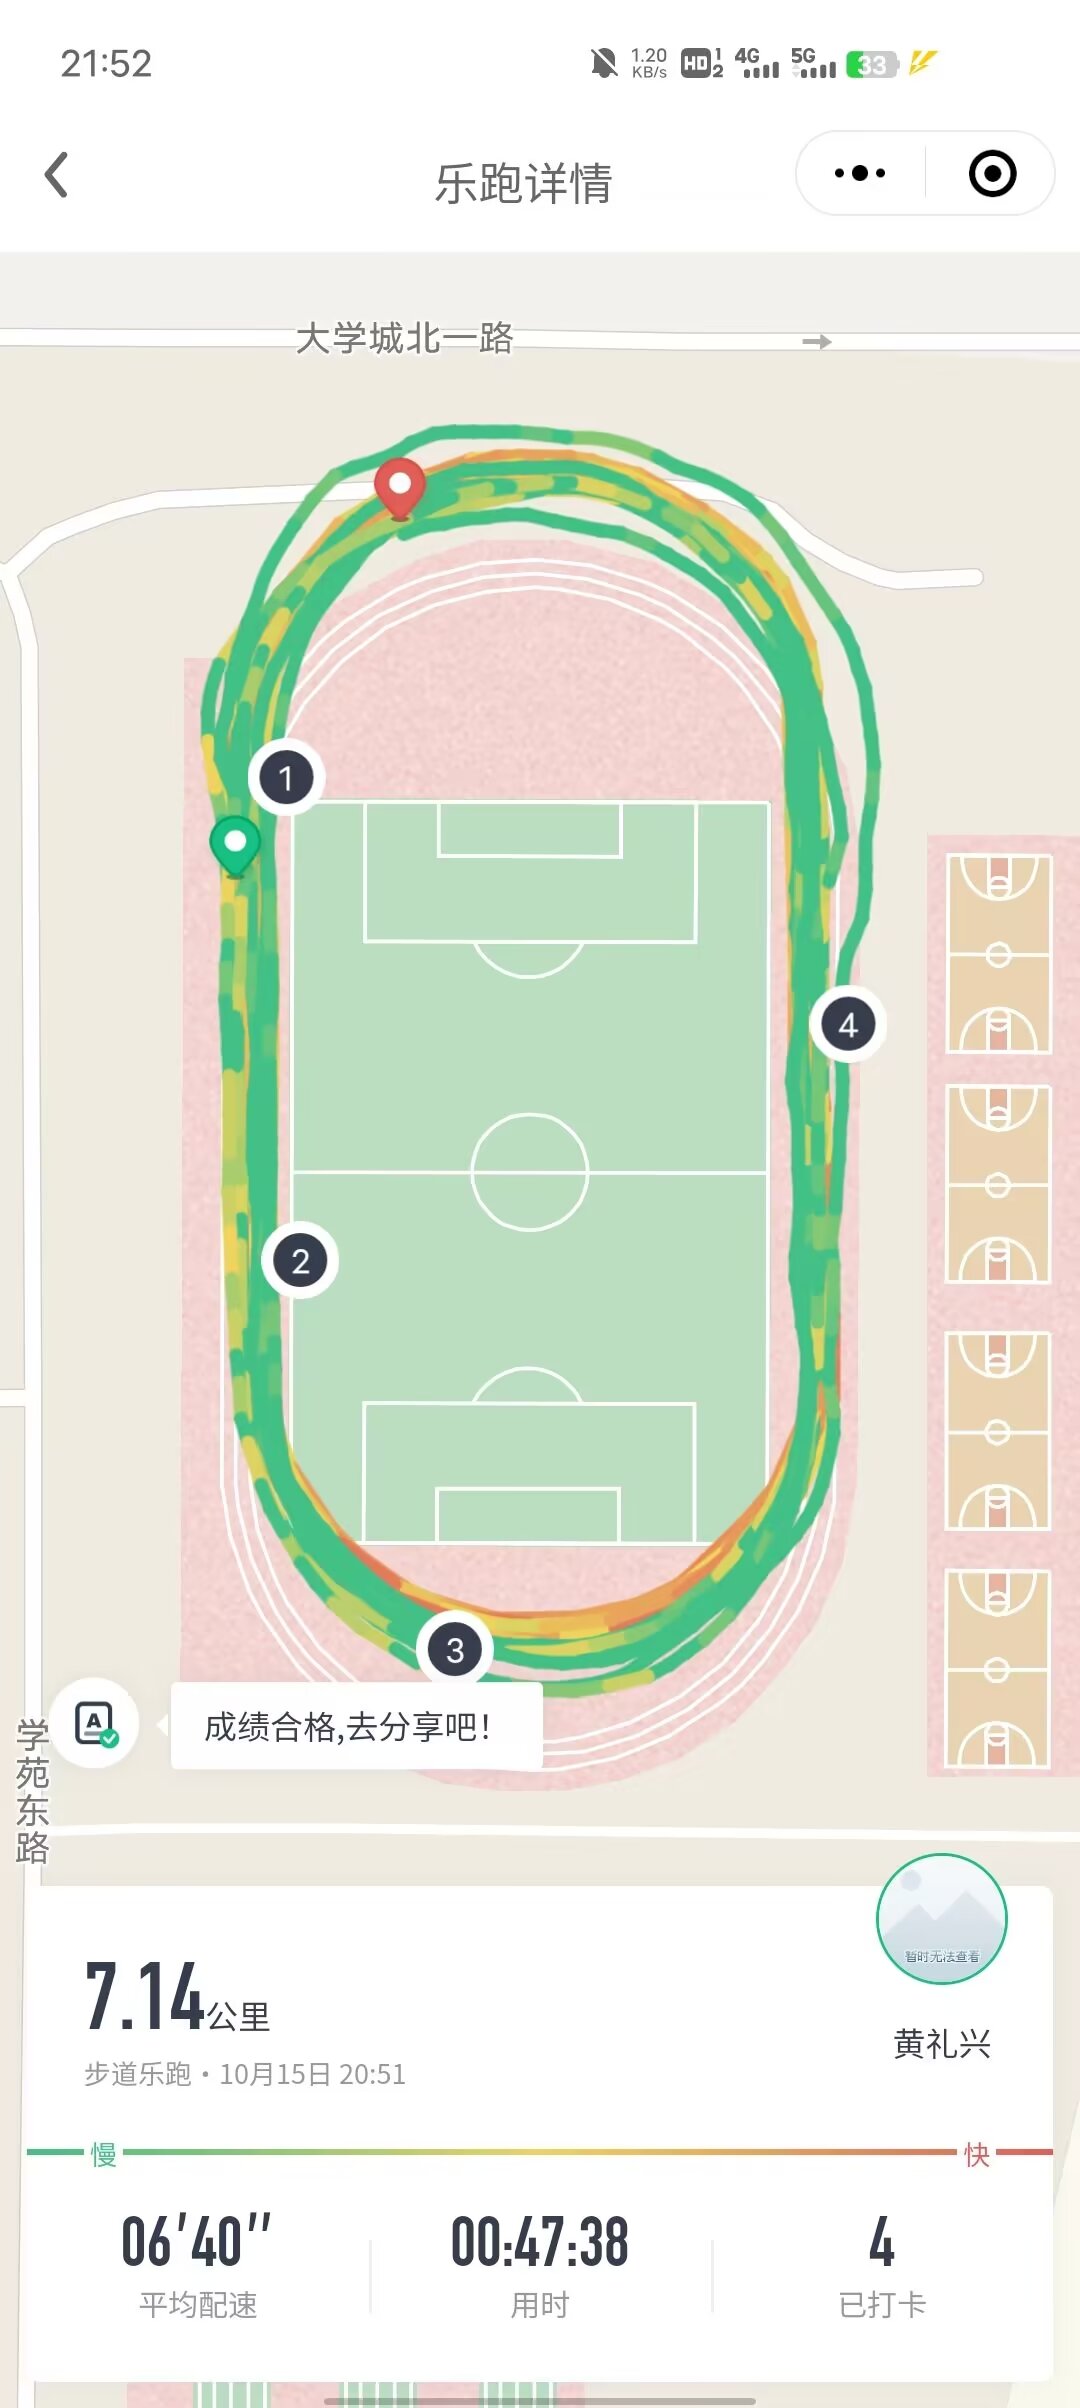 21:52
1.20 KB/s
HD 1 2
4G
5G
33
乐跑详情
大学城北一路
1
4
2
3
A
成绩合格,去分享吧!
学苑东路
暂时无法查看
7.14公里
黄礼兴
步道乐跑·10月15日 20:51
慢
快
06'40''
00:47:38
4
平均配速
用时
已打卡